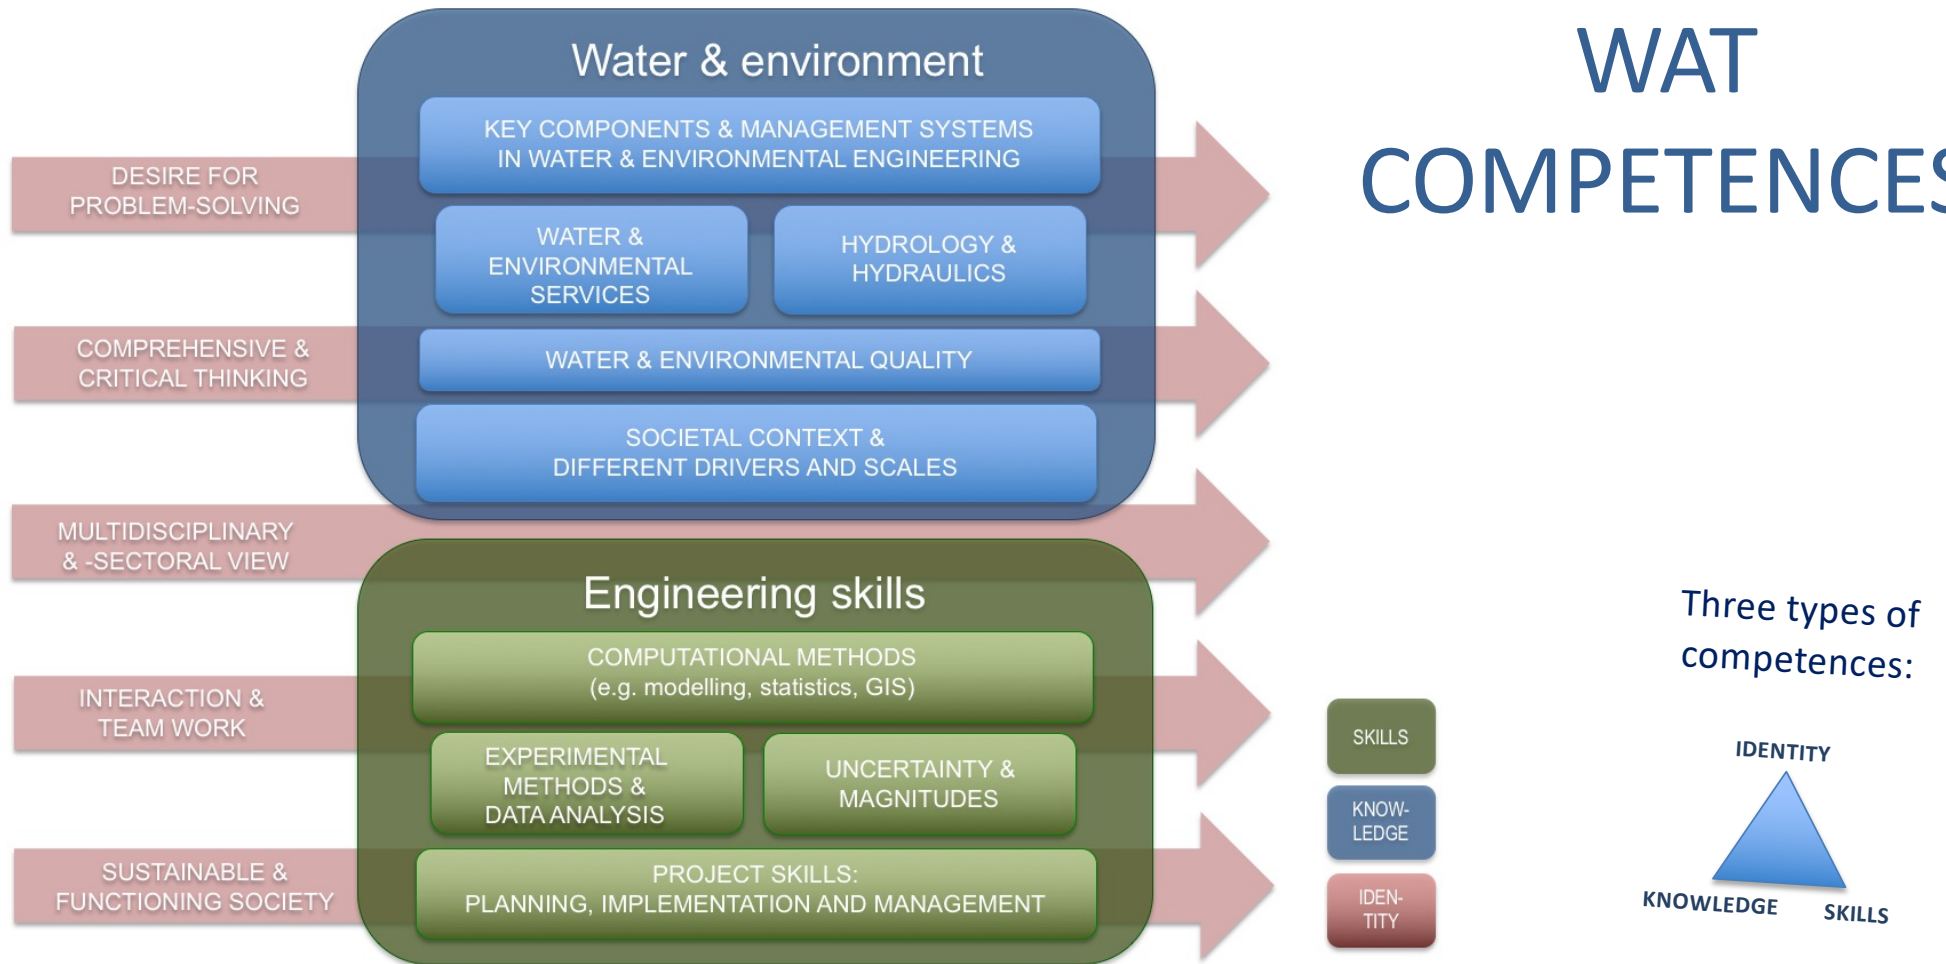 Water & environment
KEY COMPONENTS & MANAGEMENT SYSTEMS
IN WATER & ENVIRONMENTAL ENGINEERING
WATER &
ENVIRONMENTAL
SERVICES
HYDROLOGY &
HYDRAULICS
WATER & ENVIRONMENTAL QUALITY
SOCIETAL CONTEXT &
DIFFERENT DRIVERS AND SCALES
DESIRE FOR
PROBLEM-SOLVING
COMPREHENSIVE &
CRITICAL THINKING
MULTIDISCIPLINARY
& -SECTORAL VIEW
INTERACTION &
TEAM WORK
SUSTAINABLE &
FUNCTIONING SOCIETY
Engineering skills
COMPUTATIONAL METHODS
(e.g. modelling, statistics, GIS)
EXPERIMENTAL
METHODS &
DATA ANALYSIS
UNCERTAINTY &
MAGNITUDES
PROJECT SKILLS:
PLANNING, IMPLEMENTATION AND MANAGEMENT
WAT
COMPETENCES
Three types of
competences:
SKILLS
KNOW-
LEDGE
IDEN-
TITY
IDENTITY
KNOWLEDGE
SKILLS